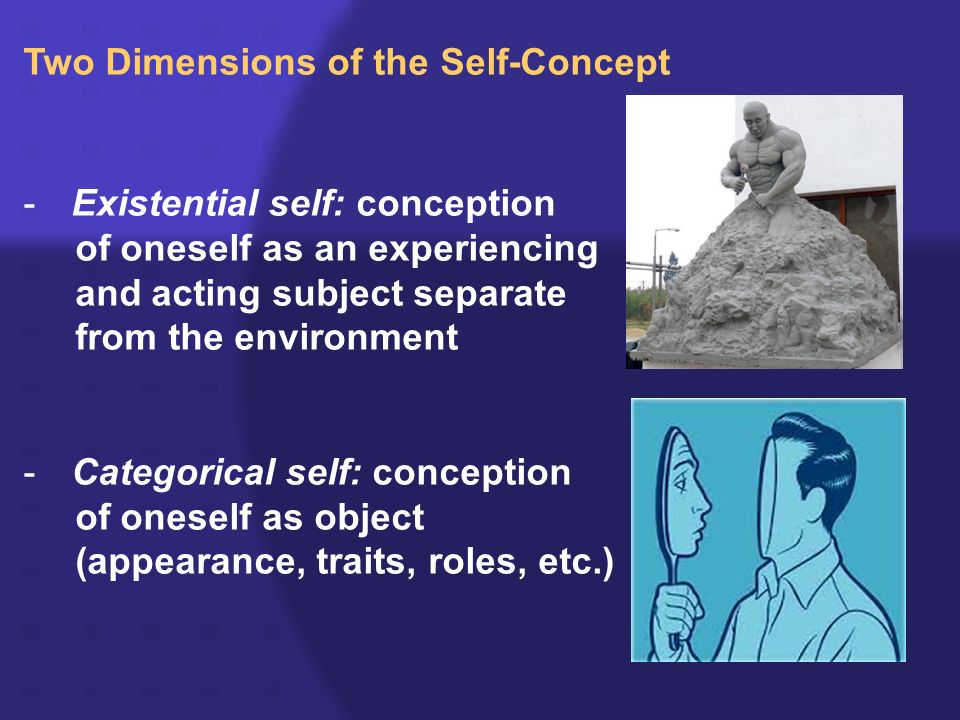 Two Dimensions of the Self-Concept
- Existential self: conception
of oneself as an experiencing
and acting subject separate
from the environment
- Categorical self: conception
of oneself as object
(appearance, traits, roles, etc.)